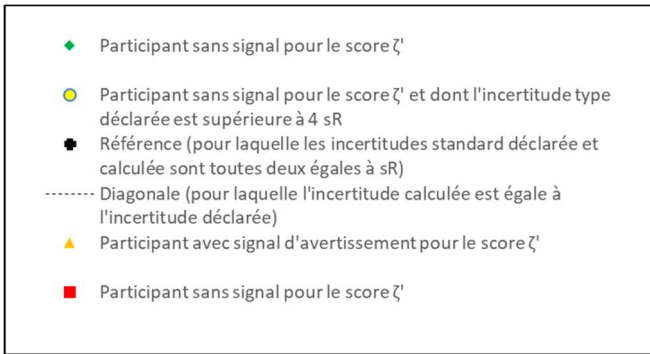 Participant sans signal pour le score ζ'
Participant sans signal pour le score ζ' et dont l'incertitude type
déclarée est supérieure à 4 sR
Référence (pour laquelle les incertitudes standard déclarée et
calculée sont toutes deux égales à sR)
Diagonale (pour laquelle l'incertitude calculée est égale à
l'incertitude déclarée)
Participant avec signal d'avertissement pour le score ζ'
Participant sans signal pour le score ζ'